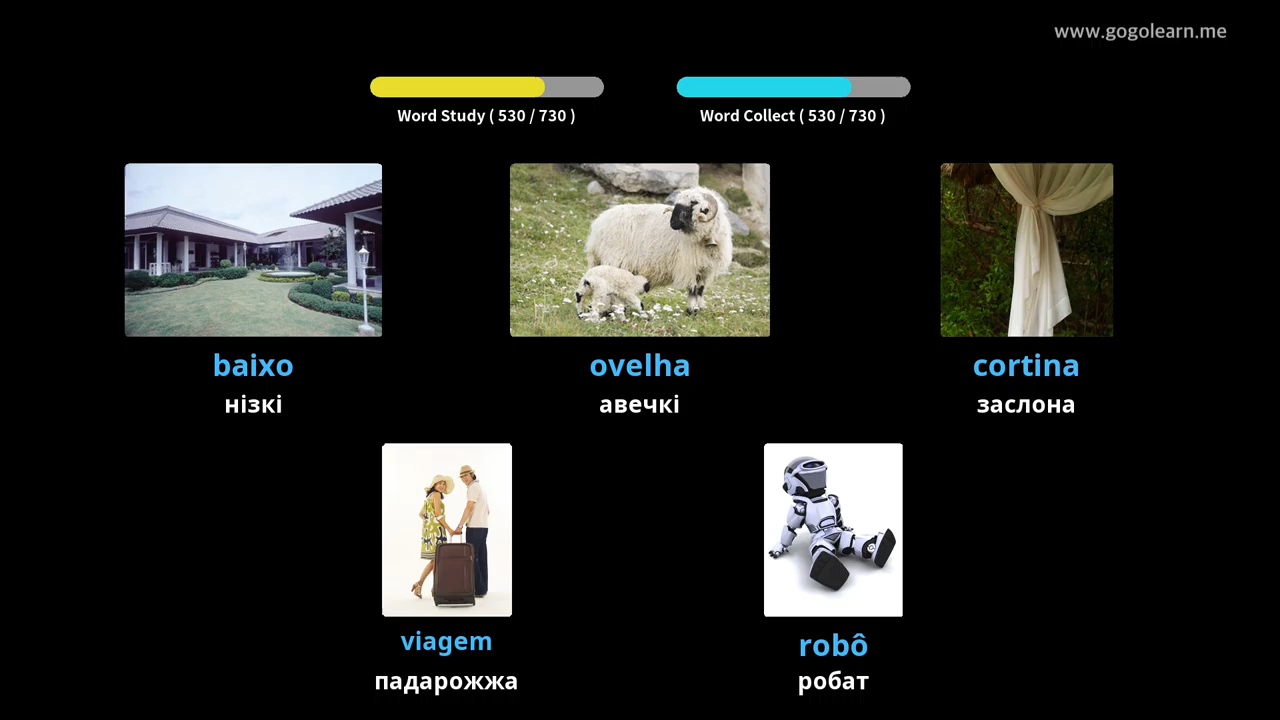 www.gogolearn.me
Word Study ( 530 / 730 )
Word Collect ( 530 / 730 )
baixo
ovelha
cortina
нізкі
авечкі
заслона
viagem
robô
падарожжа
робат